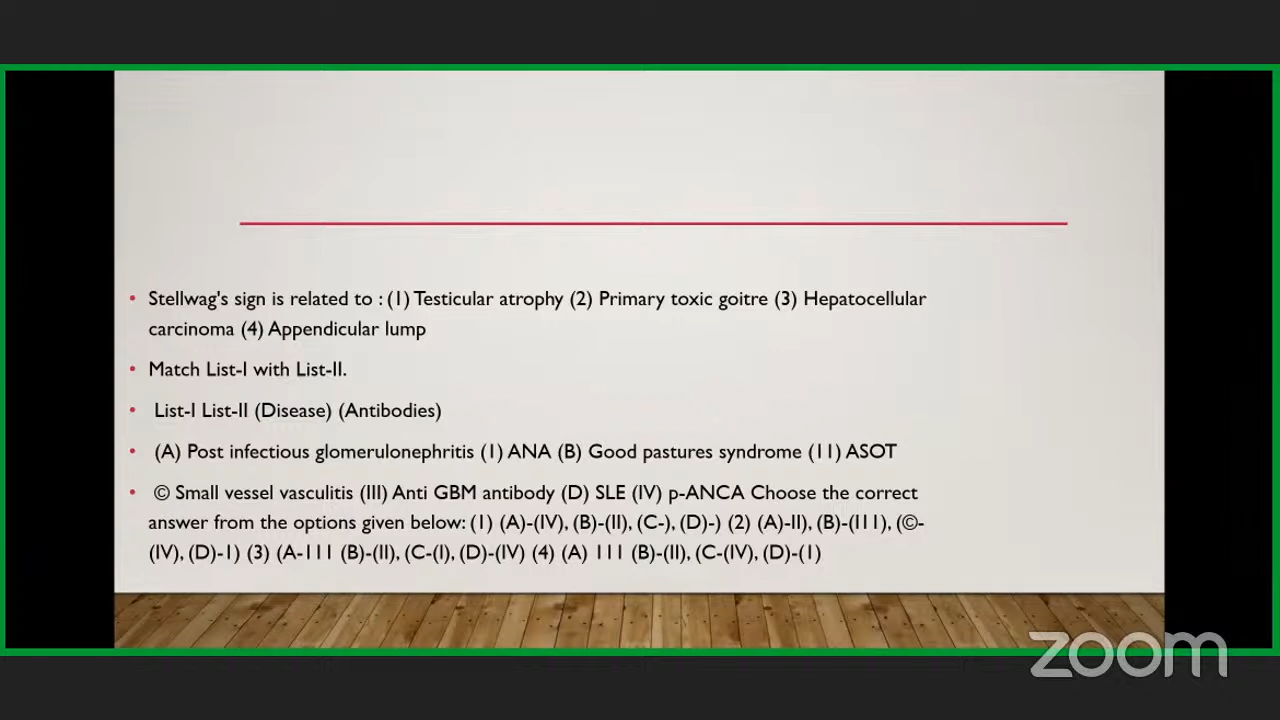 Stellwag's sign is related to : (1) Testicular atrophy (2) Primary toxic goitre (3) Hepatocellular
carcinoma (4) Appendicular lump
Match List-I with List-II.
List-I List-II (Disease) (Antibodies)
(A) Post infectious glomerulonephritis (1) ANA (B) Good pastures syndrome (11) ASOT
© Small vessel vasculitis (III) Anti GBM antibody (D) SLE (IV) p-ANCA Choose the correct
answer from the options given below: (1) (A)-(IV), (B)-(II), (C-), (D)-) (2) (A)-II), (B)-(III), (©-
(IV), (D)-1) (3) (A-111 (B)-(II), (C-(I), (D)-(IV) (4) (A) 111 (B)-(II), (C-(IV), (D)-(1)
zoom